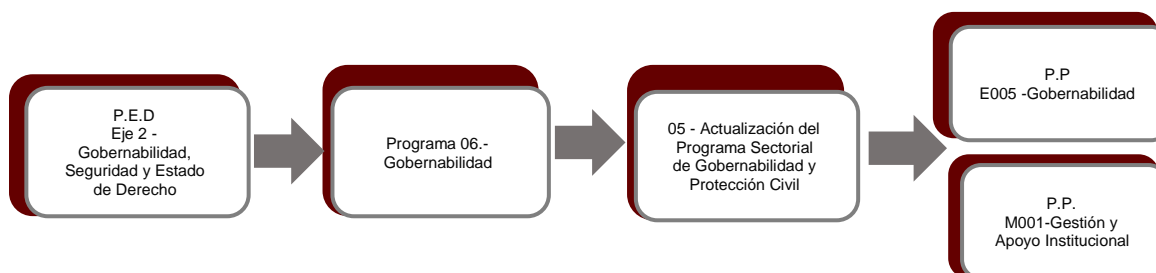 P.E.D
Eje 2 -
Gobernabilidad,
Seguridad y Estado
de Derecho
Programa 06.-
Gobernabilidad
05 - Actualización del
Programa Sectorial
de Gobernabilidad y
Protección Civil
P.P
E005 -Gobernabilidad
P.P.
M001-Gestión y
Apoyo Institucional